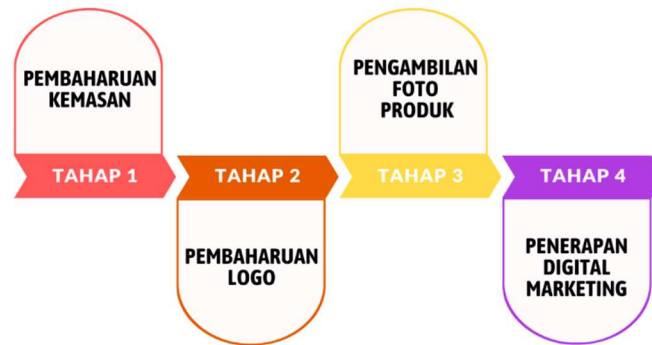 PEMBAHARUAN
KEMASAN
TAHAP 1
TAHAP 2
PEMBAHARUAN
LOGO
PENGAMBILAN
FOTO
PRODUK
TAHAP 3
TAHAP 4
PENERAPAN
DIGITAL
MARKETING